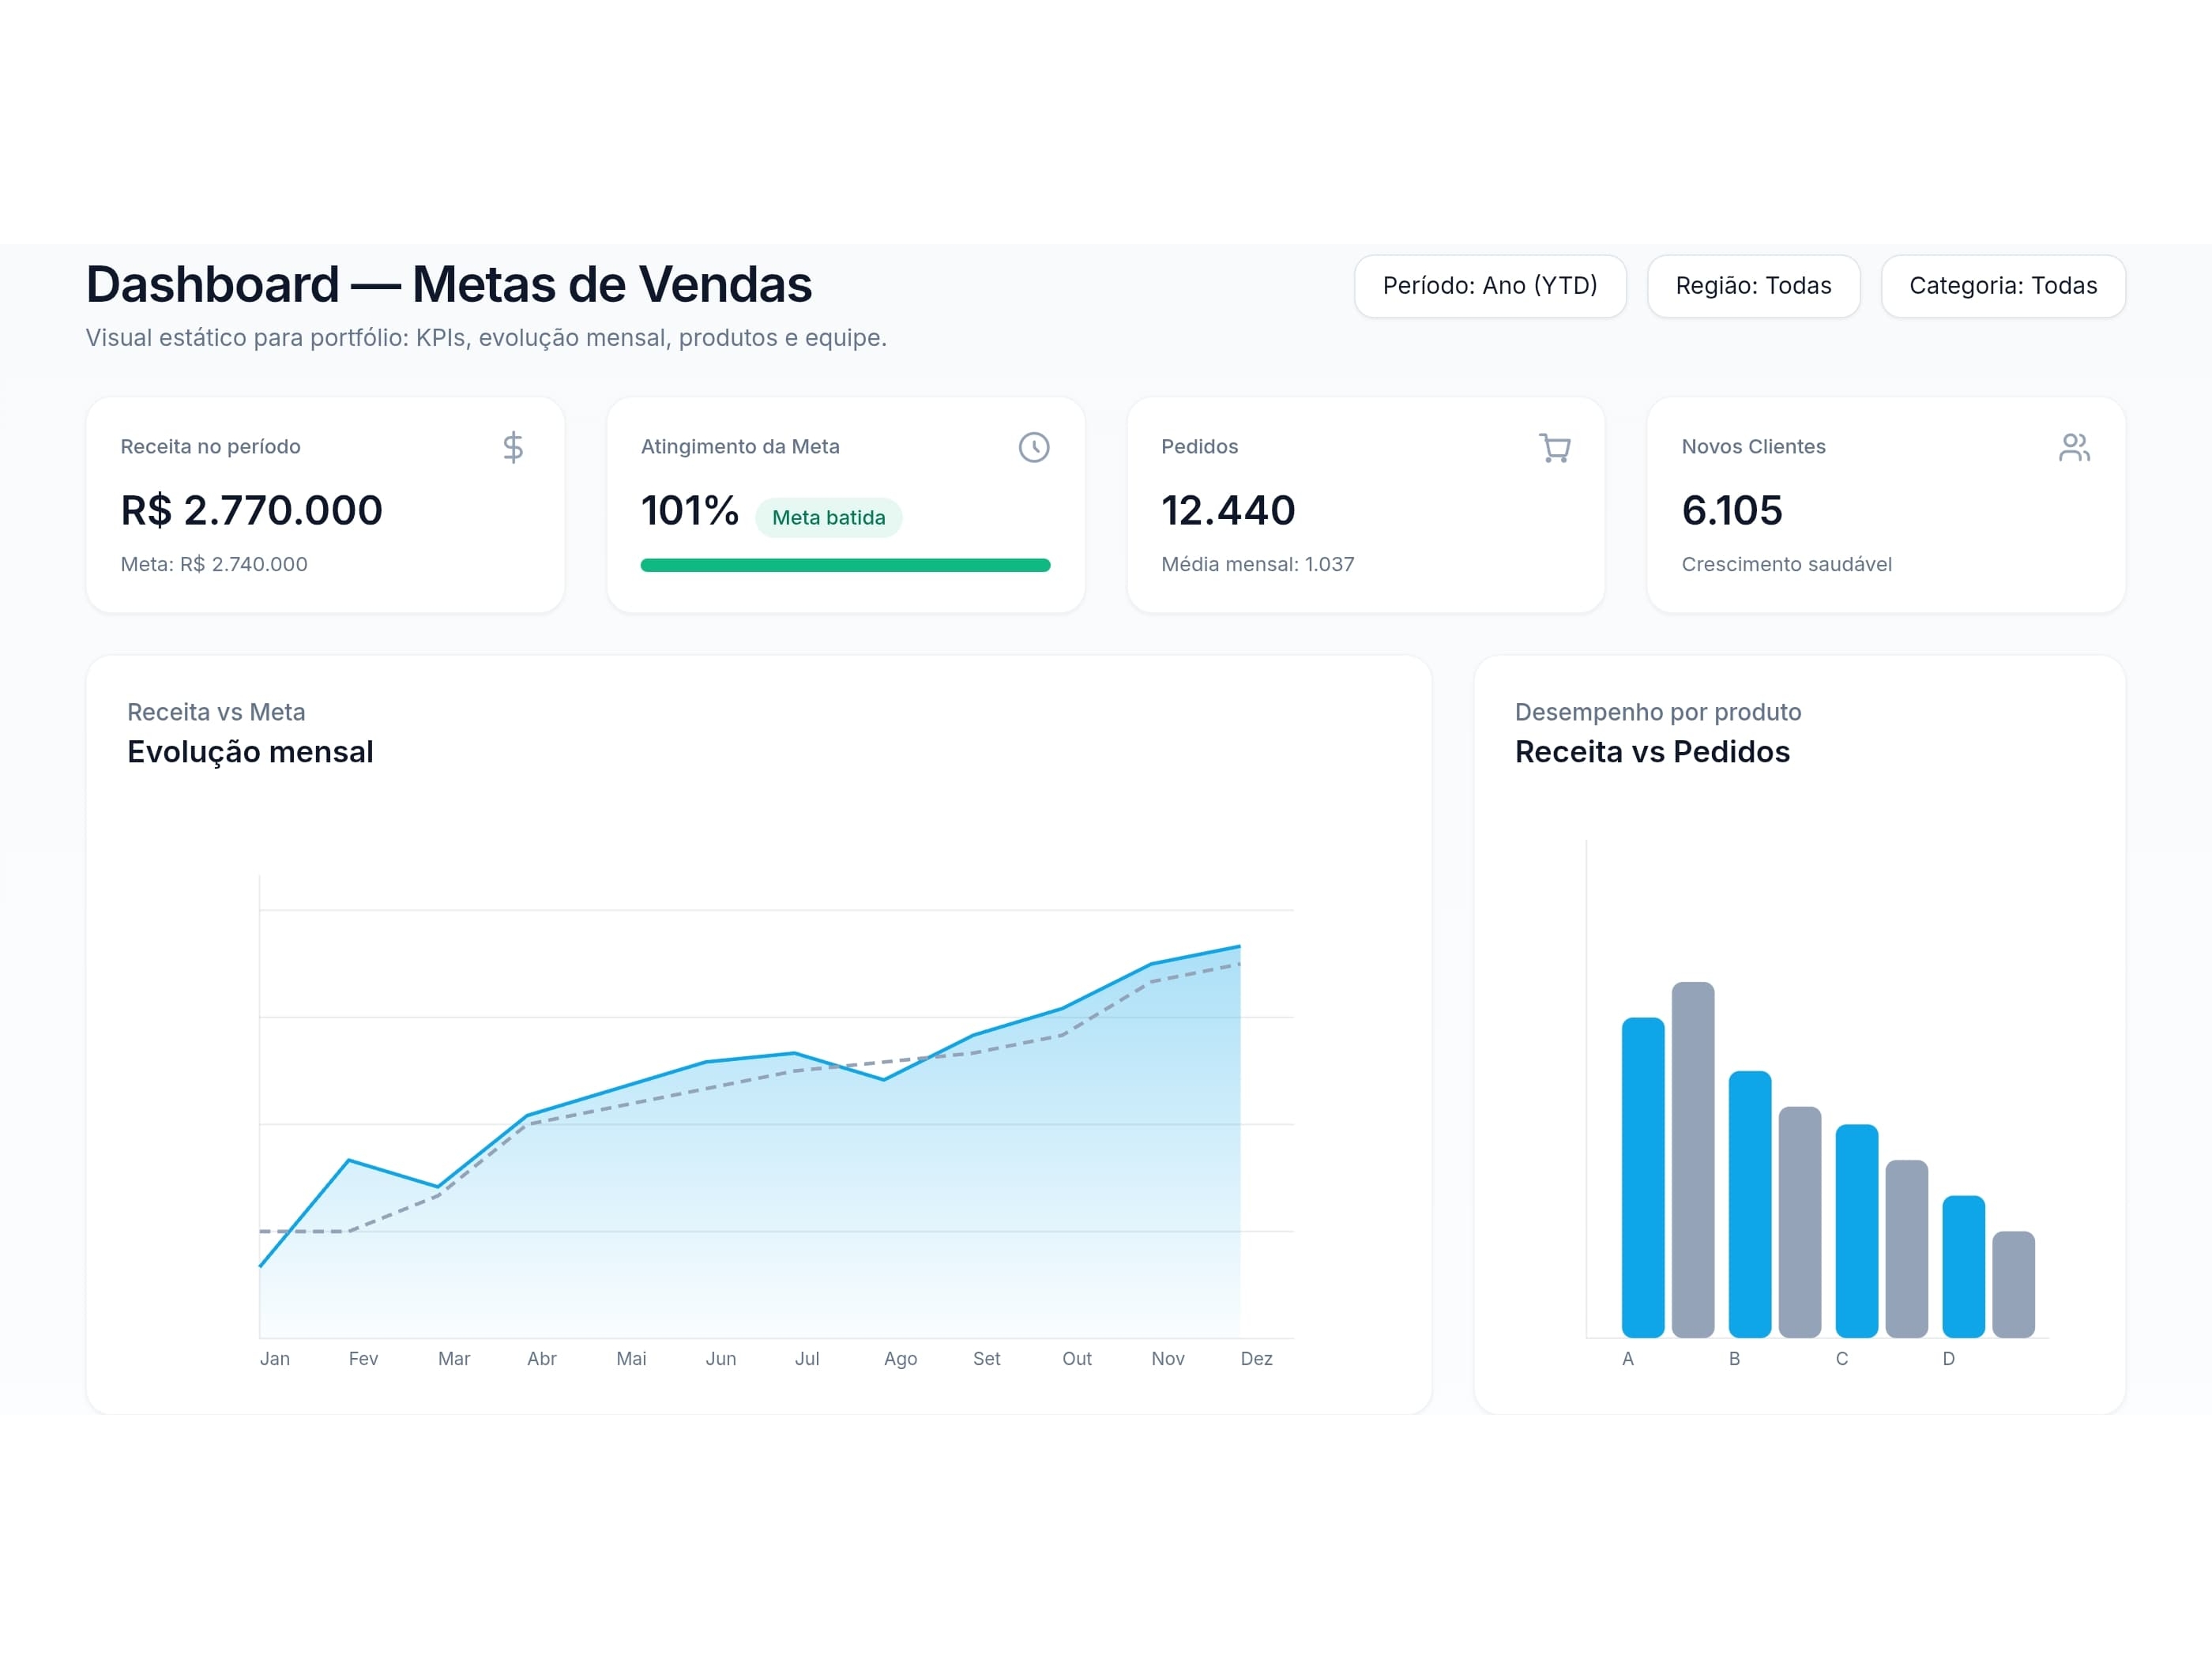 Dashboard — Metas de Vendas
Visual estático para portfólio: KPIs, evolução mensal, produtos e equipe.
Período: Ano (YTD)
Região: Todas
Categoria: Todas
Receita no período
R$ 2.770.000
Meta: R$ 2.740.000
Atingimento da Meta
101% Meta batida
Pedidos
12.440
Média mensal: 1.037
Novos Clientes
6.105
Crescimento saudável
Receita vs Meta
Evolução mensal
Jan Fev Mar Abr Mai Jun Jul Ago Set Out Nov Dez
Desempenho por produto
Receita vs Pedidos
A B C D